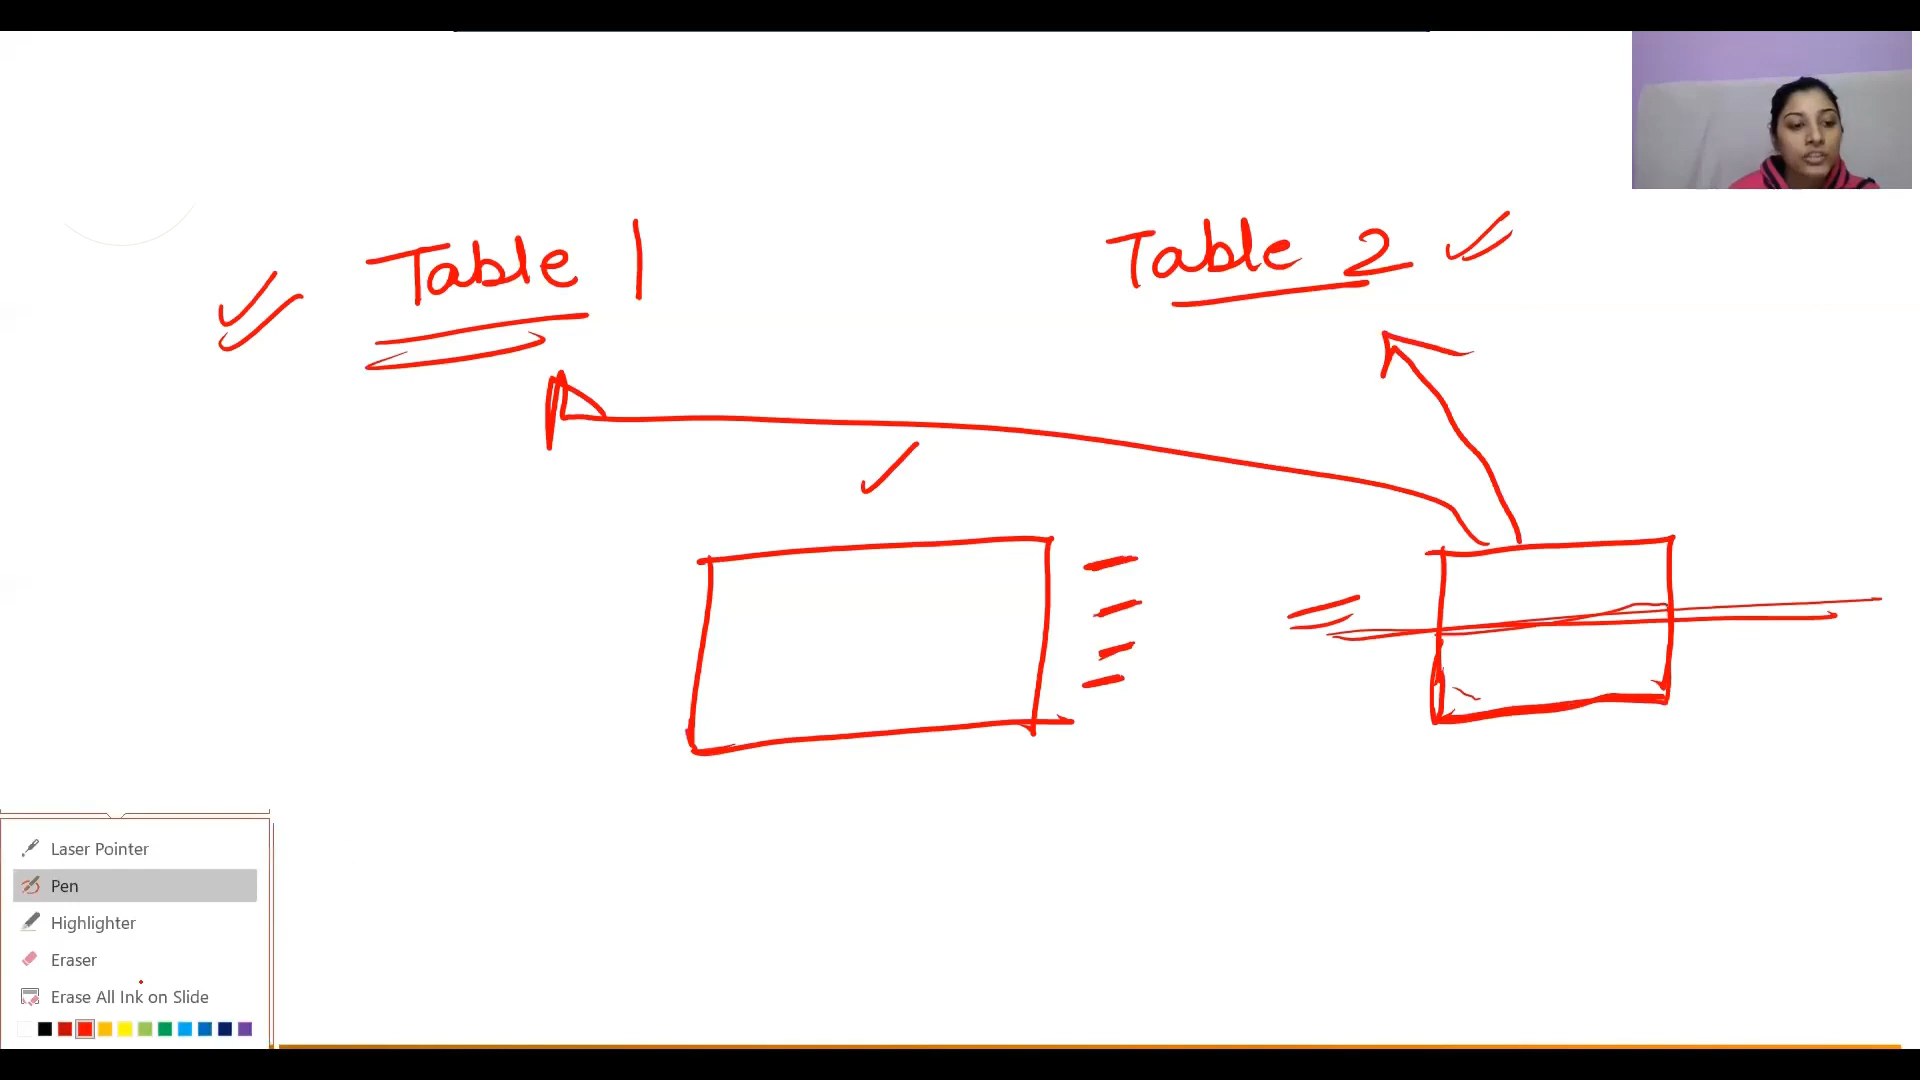 Table 1
Table 2
Laser Pointer
Pen
Highlighter
Eraser
Erase All Ink on Slide